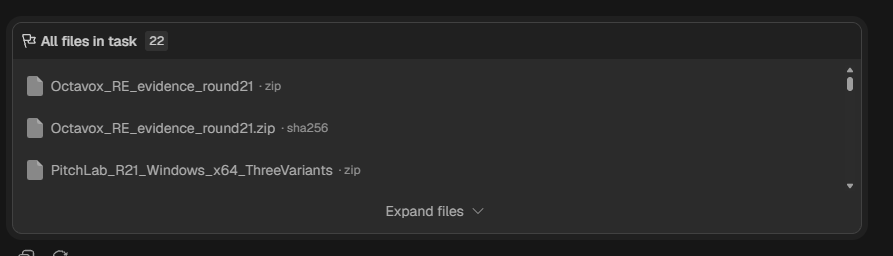 All files in task 22
Octavox_RE_evidence_round21 · zip
Octavox_RE_evidence_round21.zip · sha256
PitchLab_R21_Windows_x64_ThreeVariants · zip
Expand files